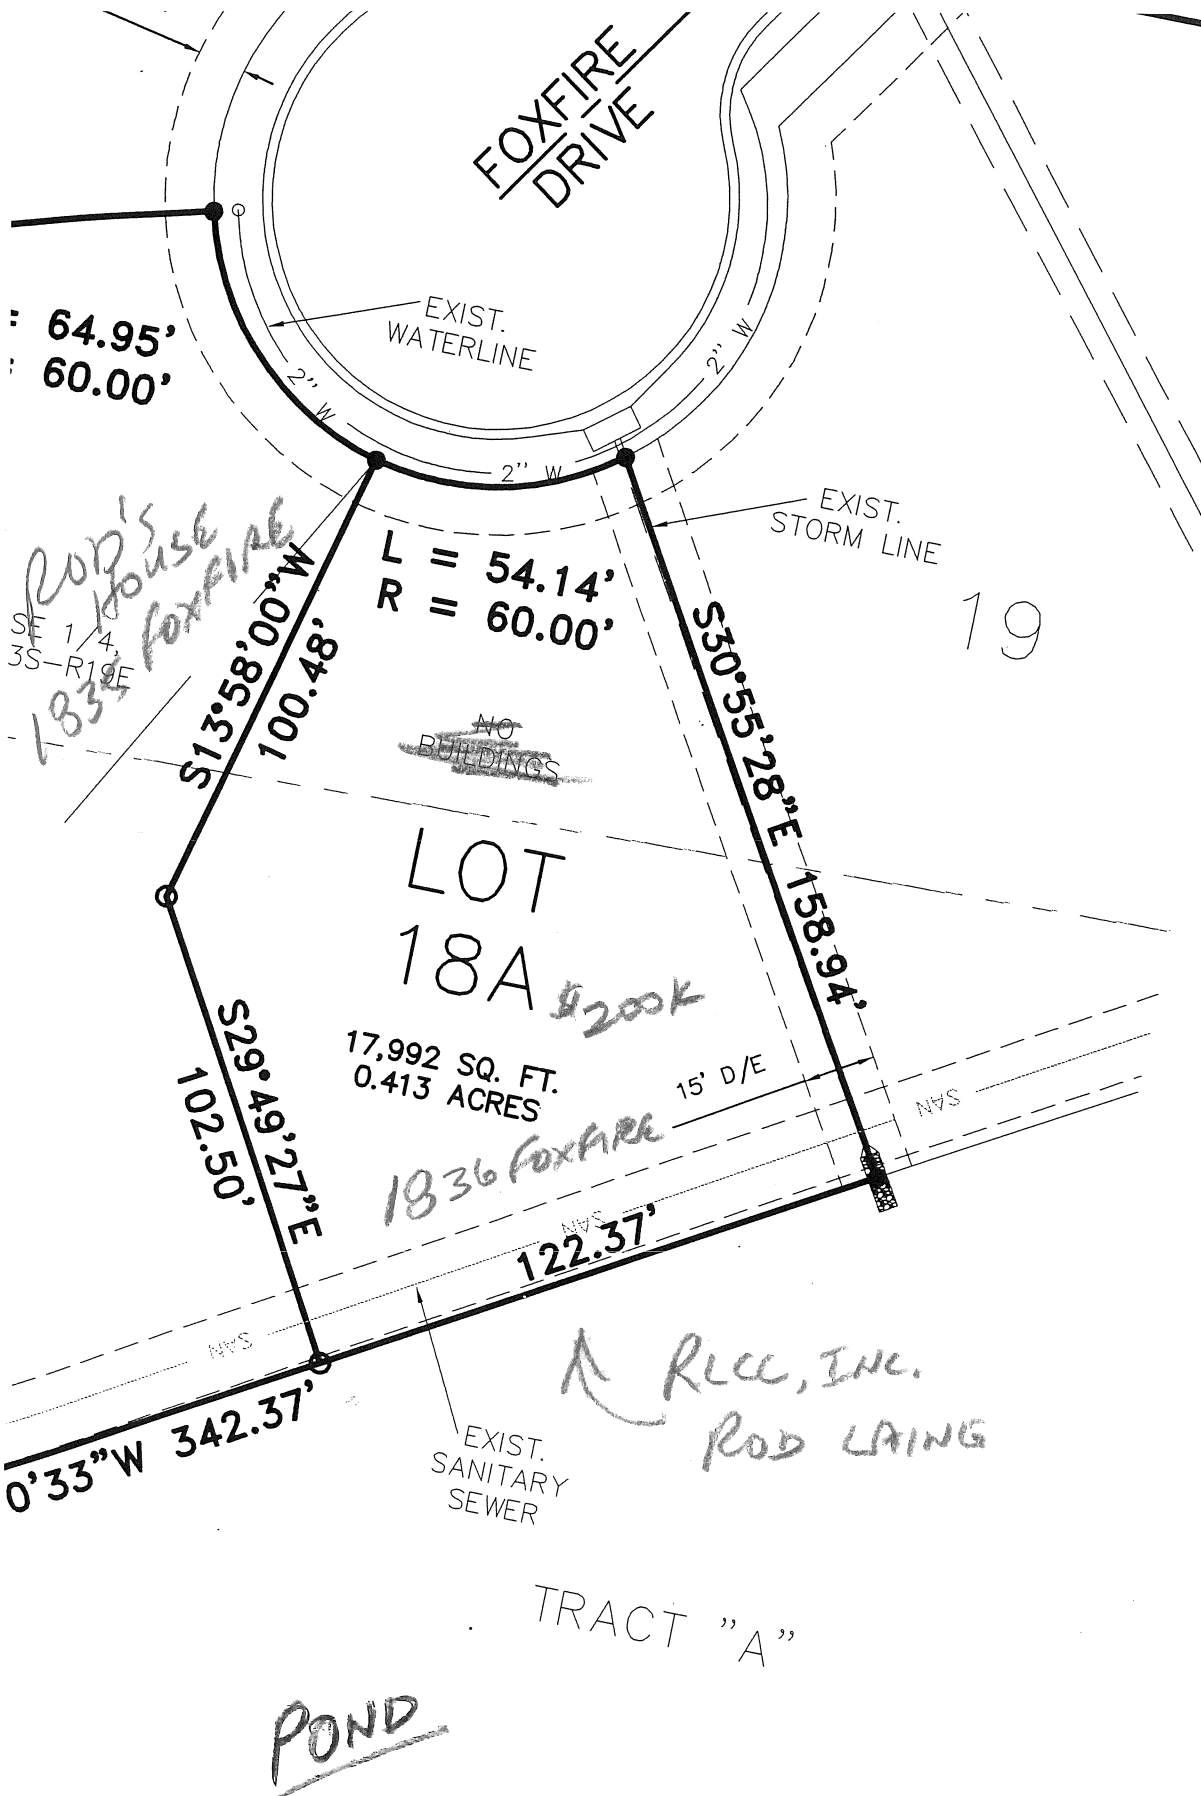 FOXFIRE
DRIVE
= 64.95'
= 60.00'
EXIST.
WATERLINE
2" W
2" W
2" W
EXIST.
STORM LINE
L = 54.14'
R = 60.00'
19
ROD'S
HOUSE
FOXFIRE
SE 1/4,
3S-R19E
S13°58'00"W
100.48'
S30°55'28"E 158.94'
NO
BUILDINGS
LOT
18A
$200K
17,992 SQ. FT.
0.413 ACRES
15' D/E
1836 FOXFIRE
S29°49'27"E
102.50'
SAN
SAN
SAN
122.37'
0'33"W 342.37'
RLCC, INC.
ROD LAING
EXIST.
SANITARY
SEWER
TRACT "A"
POND